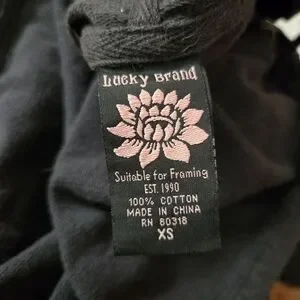 Lucky Brand
Suitable for Framing
EST. 1990
100% COTTON
MADE IN CHINA
RN 80318
XS